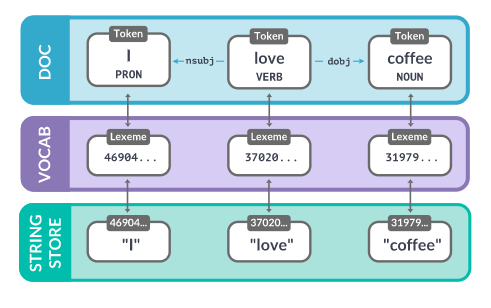 DOC
Token Token Token
I nsubj love dobj coffee
PRON VERB NOUN
VOCAB
Lexeme Lexeme Lexeme
46904... 37020... 31979...
STRING
STORE
46904... 37020... 31979...
"I" "love" "coffee"